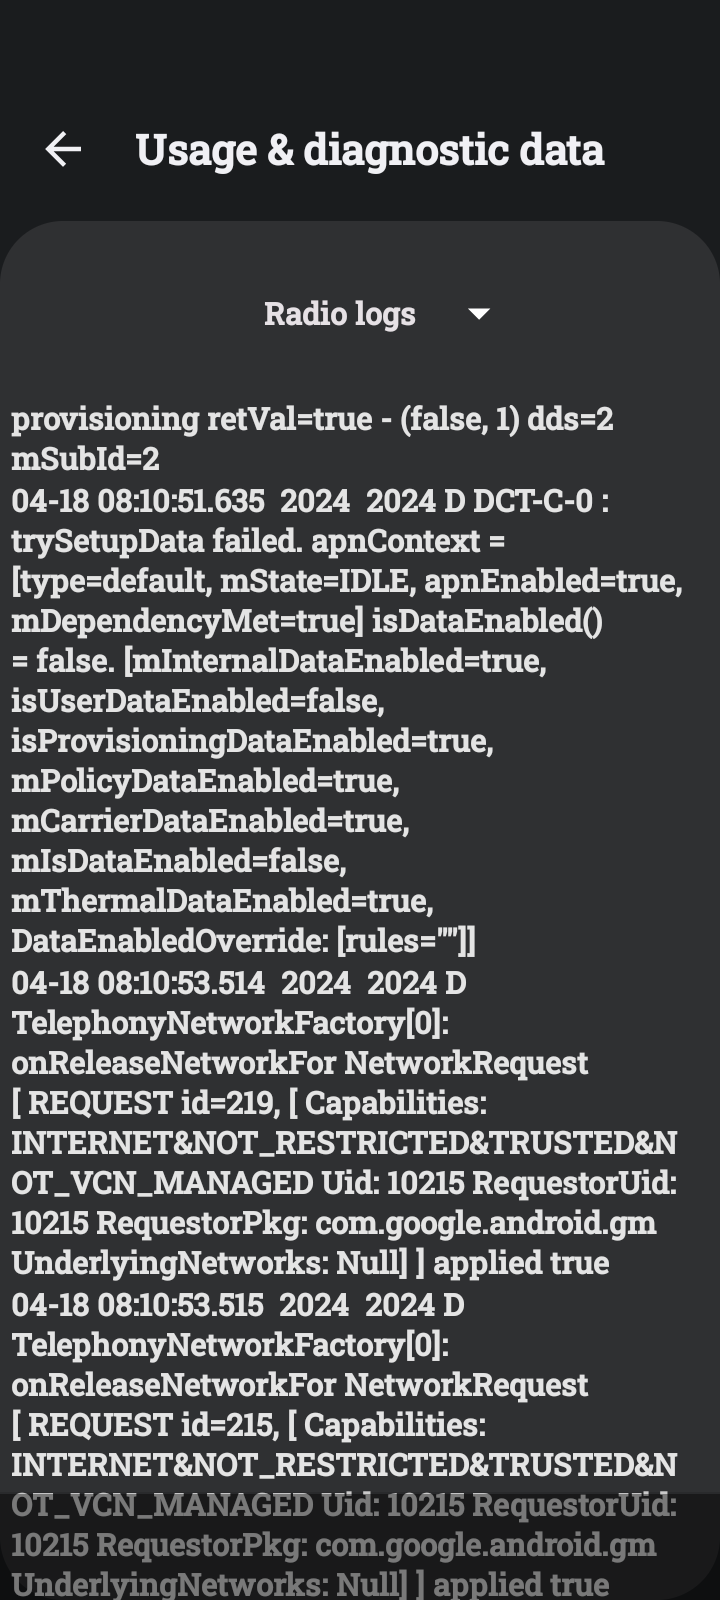 Usage & diagnostic data
Radio logs
provisioning retVal=true - (false, 1) dds=2
mSubId=2
04-18 08:10:51.635  2024  2024 D DCT-C-0 :
trySetupData failed. apnContext =
[type=default, mState=IDLE, apnEnabled=true,
mDependencyMet=true] isDataEnabled()
= false. [mInternalDataEnabled=true,
isUserDataEnabled=false,
isProvisioningDataEnabled=true,
mPolicyDataEnabled=true,
mCarrierDataEnabled=true,
mIsDataEnabled=false,
mThermalDataEnabled=true,
DataEnabledOverride: [rules=""]]
04-18 08:10:53.514  2024  2024 D
TelephonyNetworkFactory[0]:
onReleaseNetworkFor NetworkRequest
[ REQUEST id=219, [ Capabilities:
INTERNET&NOT_RESTRICTED&TRUSTED&N
OT_VCN_MANAGED Uid: 10215 RequestorUid:
10215 RequestorPkg: com.google.android.gm
UnderlyingNetworks: Null] ] applied true
04-18 08:10:53.515  2024  2024 D
TelephonyNetworkFactory[0]:
onReleaseNetworkFor NetworkRequest
[ REQUEST id=215, [ Capabilities:
INTERNET&NOT_RESTRICTED&TRUSTED&N
OT_VCN_MANAGED Uid: 10215 RequestorUid:
10215 RequestorPkg: com.google.android.gm
UnderlyingNetworks: Null] ] applied true